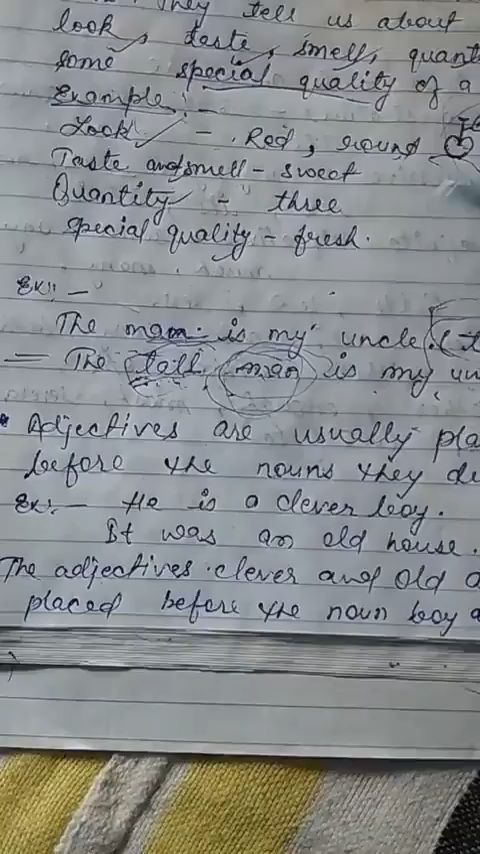 They tell us about
look, taste, smell, quant
some special quality of a
Example :-
Look - Red, round
Taste and smell - sweet
Quantity - three
special quality - fresh.
Ex:: -
The man is my uncle. (
= The tall man is my un
• Adjectives are usually pla
before the nouns they de
Ex:- He is a clever boy.
It was an old house.
The adjectives clever and old a
placed before the noun boy a